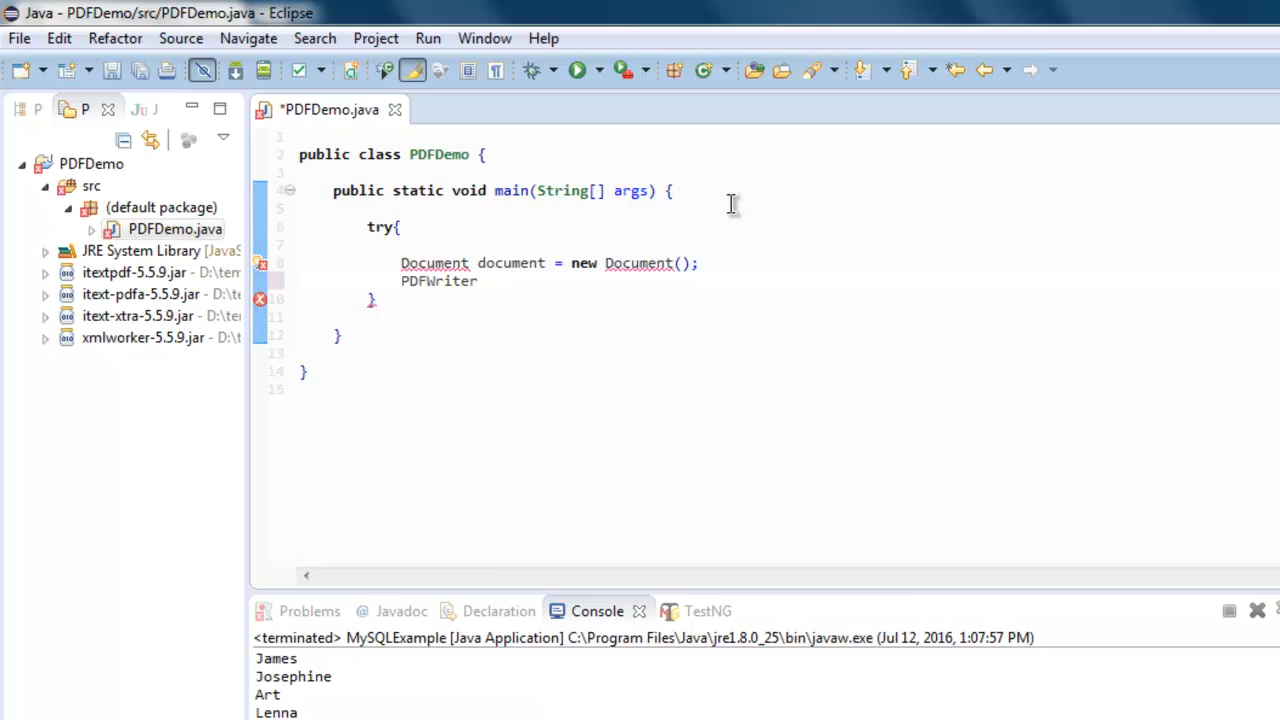 Java - PDFDemo/src/PDFDemo.java - Eclipse
File Edit Refactor Source Navigate Search Project Run Window Help
P P Ju J
*PDFDemo.java
PDFDemo
src
(default package)
PDFDemo.java
JRE System Library [JavaS
itextpdf-5.5.9.jar - D:\tem
itext-pdfa-5.5.9.jar - D:\t
itext-xtra-5.5.9.jar - D:\te
xmlworker-5.5.9.jar - D:\t
1
2 public class PDFDemo {
3
4 public static void main(String[] args) {
5
6 try{
7
8 Document document = new Document();
PDFWriter
10 }
11
12 }
13
14 }
15
Problems @ Javadoc Declaration Console TestNG
<terminated> MySQLExample [Java Application] C:\Program Files\Java\jre1.8.0_25\bin\javaw.exe (Jul 12, 2016, 1:07:57 PM)
James
Josephine
Art
Lenna